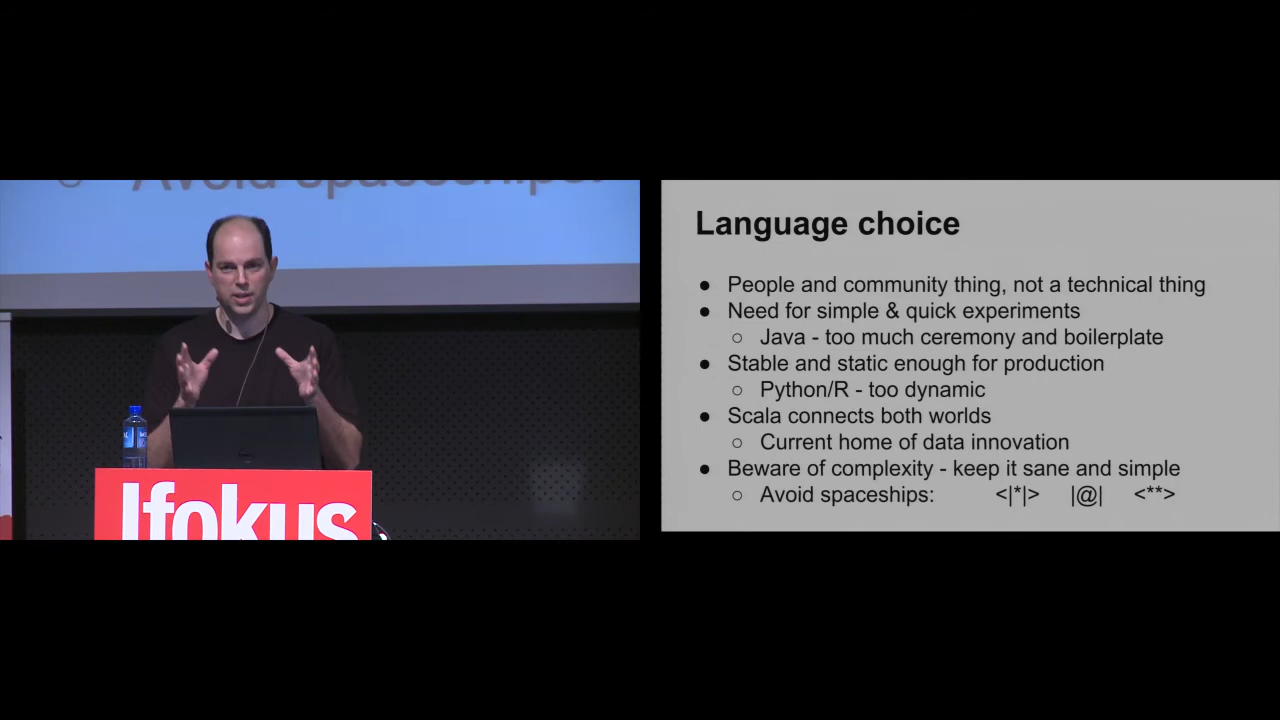 Avoid spaceships:
Ifokus
Language choice
● People and community thing, not a technical thing
● Need for simple & quick experiments
○ Java - too much ceremony and boilerplate
● Stable and static enough for production
○ Python/R - too dynamic
● Scala connects both worlds
○ Current home of data innovation
● Beware of complexity - keep it sane and simple
○ Avoid spaceships: <|*|> |@| <**>